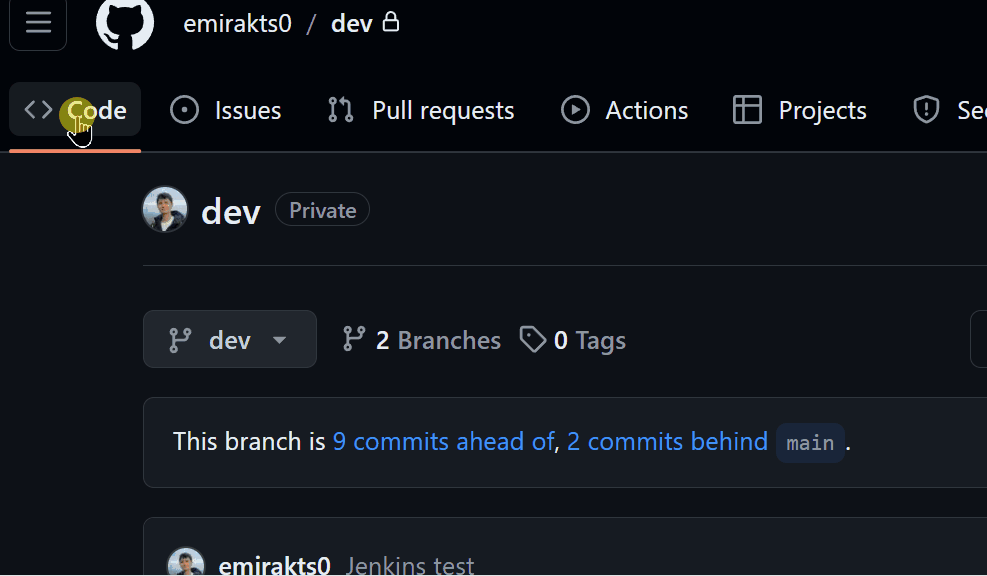 emirakts0 / dev
Code Issues Pull requests Actions Projects
dev Private
dev 2 Branches 0 Tags
This branch is 9 commits ahead of, 2 commits behind main.
emirakts0 Jenkins test